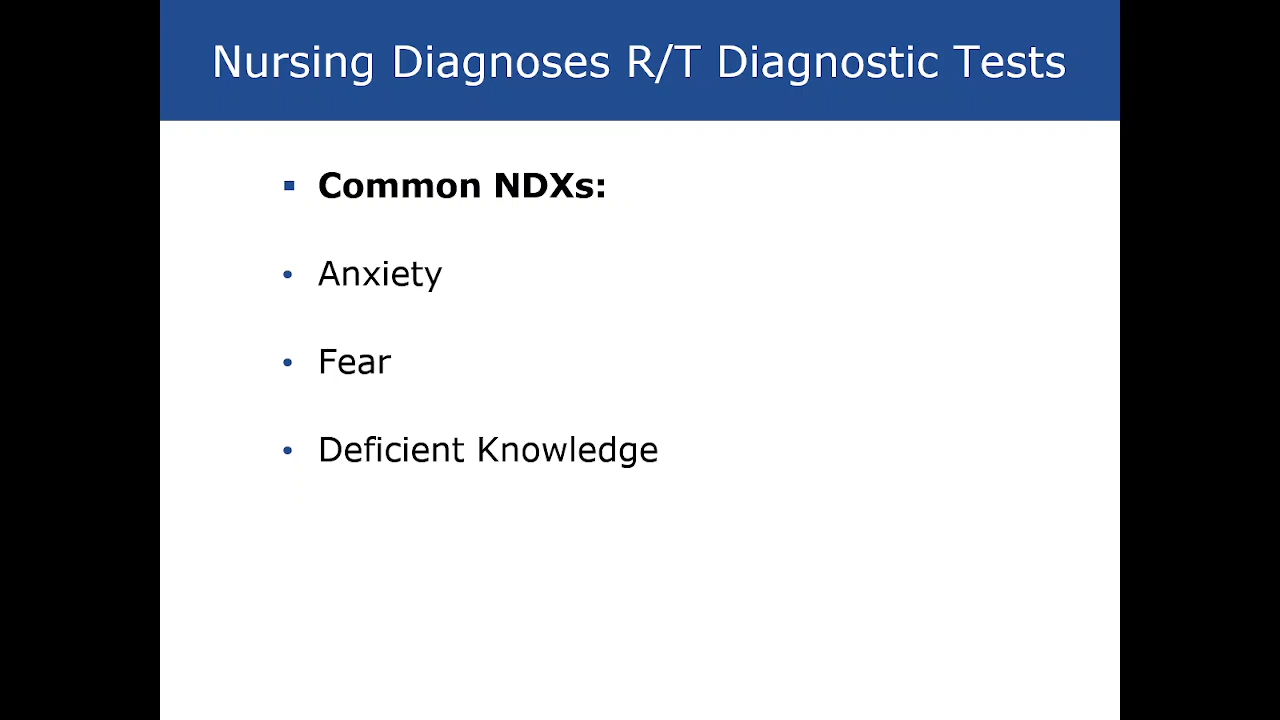 Nursing Diagnoses R/T Diagnostic Tests
Common NDXs:
Anxiety
Fear
Deficient Knowledge